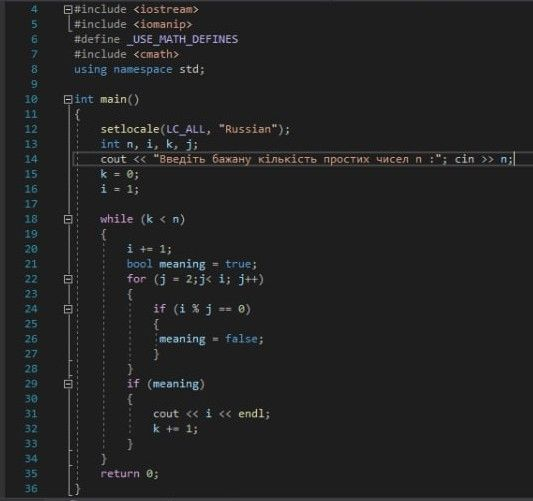 4 #include <iostream>
5 #include <iomanip>
6 #define _USE_MATH_DEFINES
7 #include <cmath>
8 using namespace std;
9
10 int main()
11 {
12 setlocale(LC_ALL, "Russian");
13 int n, i, k, j;
14 cout << "Введіть бажану кількість простих чисел n :"; cin >> n;
15 k = 0;
16 i = 1;
17
18 while (k < n)
19 {
20 i += 1;
21 bool meaning = true;
22 for (j = 2;j< i; j++)
23 {
24 if (i % j == 0)
25 {
26 meaning = false;
27 }
28 }
29 if (meaning)
30 {
31 cout << i << endl;
32 k += 1;
33 }
34 }
35 return 0;
36 }